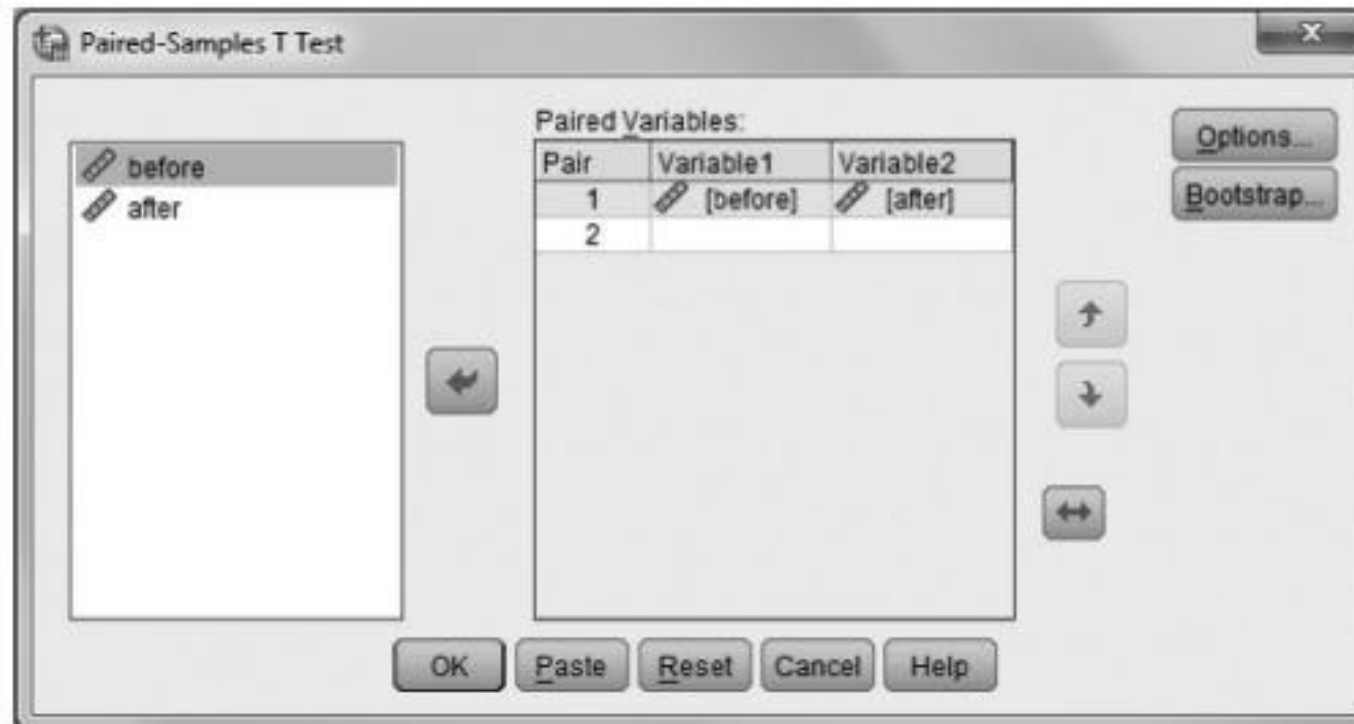 Paired-Samples T Test
Paired Variables:
before
after
Pair Variable1 Variable2
1 [before] [after]
2
Options...
Bootstrap...
OK Paste Reset Cancel Help